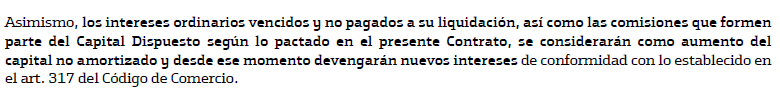 Asimismo, los intereses ordinarios vencidos y no pagados a su liquidación, así como las comisiones que formen
parte del Capital Dispuesto según lo pactado en el presente Contrato, se considerarán como aumento del
capital no amortizado y desde ese momento devengarán nuevos intereses de conformidad con lo establecido en
el art. 317 del Código de Comercio.